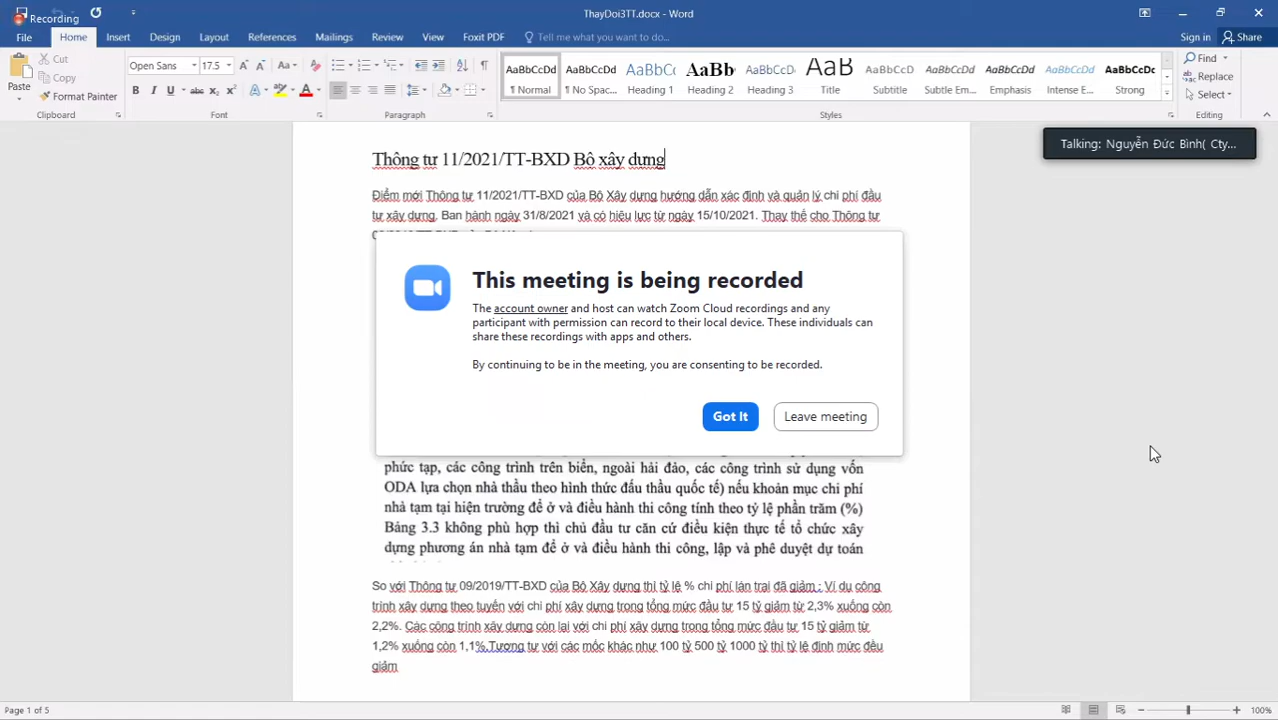 Recording
ThayDoi3TT.docx - Word
File
Home
Insert
Design
Layout
References
Mailings
Review
View
Foxit PDF
Tell me what you want to do...
Sign in
Share
Paste
Cut
Copy
Format Painter
Clipboard
Open Sans
17.5
Font
Paragraph
AaBbCcDd
¶ Normal
AaBbCcDd
¶ No Spac...
AaBbCcDd
Heading 1
AaBb
Heading 2
AaBbCcDd
Heading 3
AaBb
Title
AaBbCcDd
Subtitle
AaBbCcDd
Subtle Em...
AaBbCcDd
Emphasis
AaBbCcDd
Intense E...
AaBbCcDd
Strong
Styles
Find
Replace
Select
Editing
Talking: Nguyễn Đức Bình( Cty...
Thông tư 11/2021/TT-BXD Bộ xây dựng
Điểm mới Thông tư 11/2021/TT-BXD của Bộ Xây dựng hướng dẫn xác định và quản lý chi phí đầu
tư xây dựng. Ban hành ngày 31/8/2021 và có hiệu lực từ ngày 15/10/2021. Thay thế cho Thông tư
This meeting is being recorded
The account owner and host can watch Zoom Cloud recordings and any
participant with permission can record to their local device. These individuals can
share these recordings with apps and others.
By continuing to be in the meeting, you are consenting to be recorded.
Got It
Leave meeting
phức tạp, các công trình trên biển, ngoài hải đảo, các công trình sử dụng vốn
ODA lựa chọn nhà thầu theo hình thức đấu thầu quốc tế) nếu khoản mục chi phí
nhà tạm tại hiện trường để ở và điều hành thi công tính theo tỷ lệ phần trăm (%)
Bảng 3.3 không phù hợp thì chủ đầu tư căn cứ điều kiện thực tế tổ chức xây
dựng phương án nhà tạm để ở và điều hành thi công, lập và phê duyệt dự toán
So với Thông tư 09/2019/TT-BXD của Bộ Xây dựng thì tỷ lệ % chi phí lán trại đã giảm : Ví dụ công
trình xây dựng theo tuyến với chi phí xây dựng trong tổng mức đầu tư 15 tỷ giảm từ 2,3% xuống còn
2,2%. Các công trình xây dựng còn lại với chi phí xây dựng trong tổng mức đầu tư 15 tỷ giảm từ
1,2% xuống còn 1,1%,Tương tự với các mốc khác như 100 tỷ 500 tỷ 1000 tỷ thì tỷ lệ định mức đều
giảm
Page 1 of 5
100%